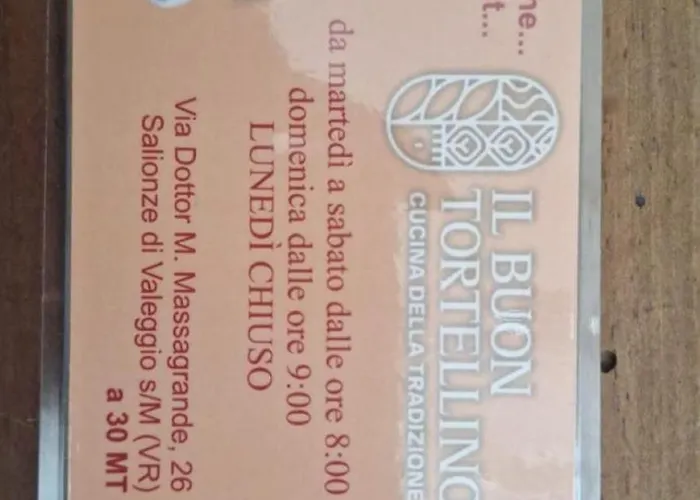 ne...
t...
IL BUON
TORTELLINO
CUCINA DELLA TRADIZIONE
da martedì a sabato dalle ore 8:00
domenica dalle ore 9:00
LUNEDÌ CHIUSO
Via Dottor M. Massagrande, 26
Salionze di Valeggio s/M (VR)
a 30 MT